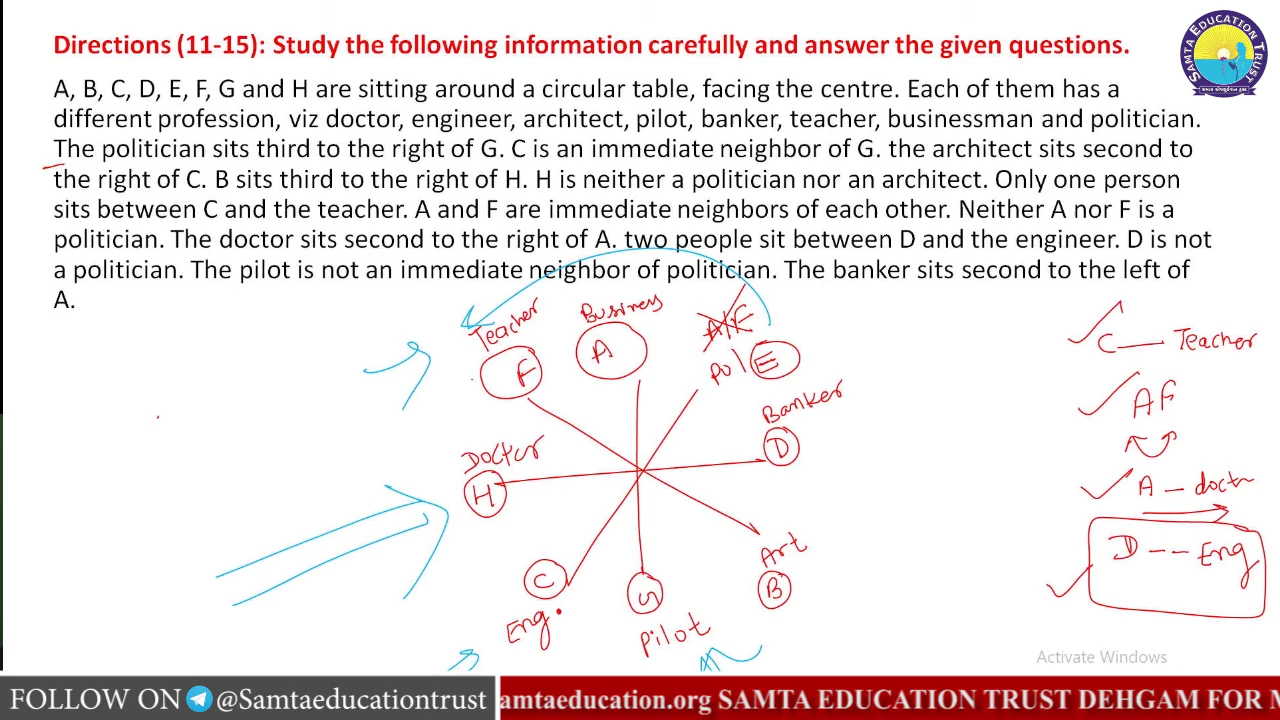 Directions (11-15): Study the following information carefully and answer the given questions.
SAMTA EDUCATION TRUST
A, B, C, D, E, F, G and H are sitting around a circular table, facing the centre. Each of them has a
different profession, viz doctor, engineer, architect, pilot, banker, teacher, businessman and politician.
The politician sits third to the right of G. C is an immediate neighbor of G. the architect sits second to
the right of C. B sits third to the right of H. H is neither a politician nor an architect. Only one person
sits between C and the teacher. A and F are immediate neighbors of each other. Neither A nor F is a
politician. The doctor sits second to the right of A. two people sit between D and the engineer. D is not
a politician. The pilot is not an immediate neighbor of politician. The banker sits second to the left of
A.
Teacher
Business
A/F
C — Teacher
F
A
Pol E
AF
Banker
D
Doctor
H
A - doctr
D -- Eng
Art
B
C
G
Eng.
Pilot
Activate Windows
FOLLOW ON @Samtaeducationtrust
amtaeducation.org SAMTA EDUCATION TRUST DEHGAM FOR